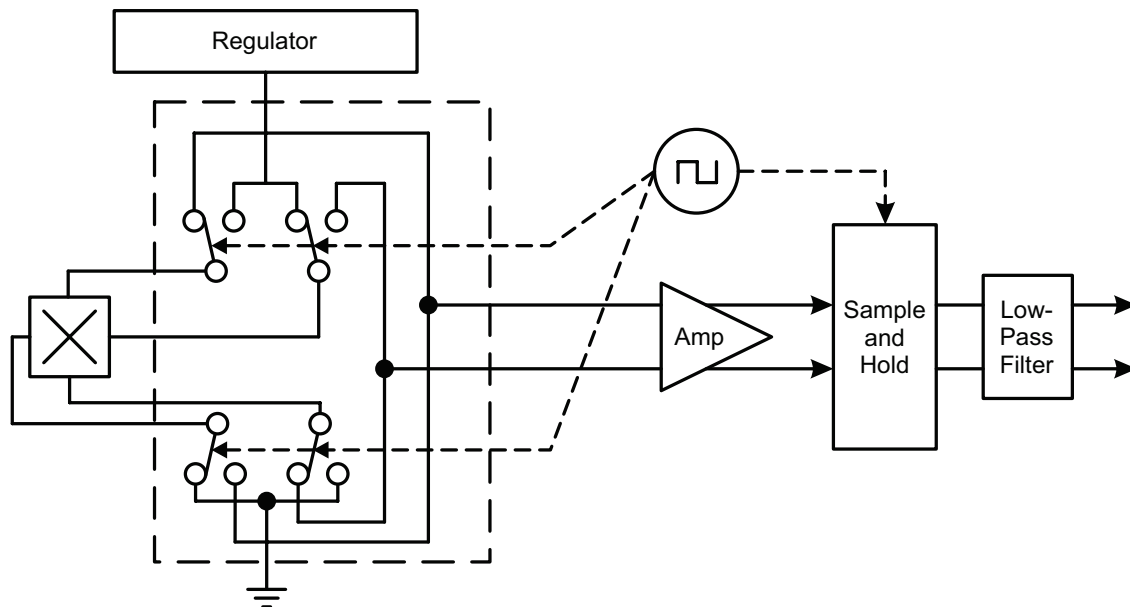 Regulator
Amp
Sample
and
Hold
Low-
Pass
Filter